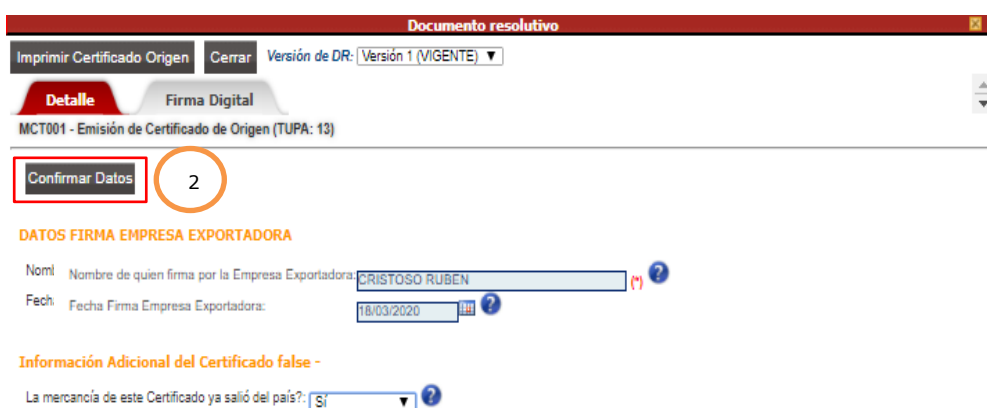 Documento resolutivo
Imprimir Certificado Origen Cerrar Versión de DR: Versión 1 (VIGENTE)
Detalle Firma Digital
MCT001 - Emisión de Certificado de Origen (TUPA: 13)
Confirmar Datos 2
DATOS FIRMA EMPRESA EXPORTADORA
Nom Nombre de quien firma por la Empresa Exportadora: CRISTOSO RUBEN (*) ?
Fech Fecha Firma Empresa Exportadora: 18/03/2020 ?
Información Adicional del Certificado false -
La mercancía de este Certificado ya salió del país?: Sí ?